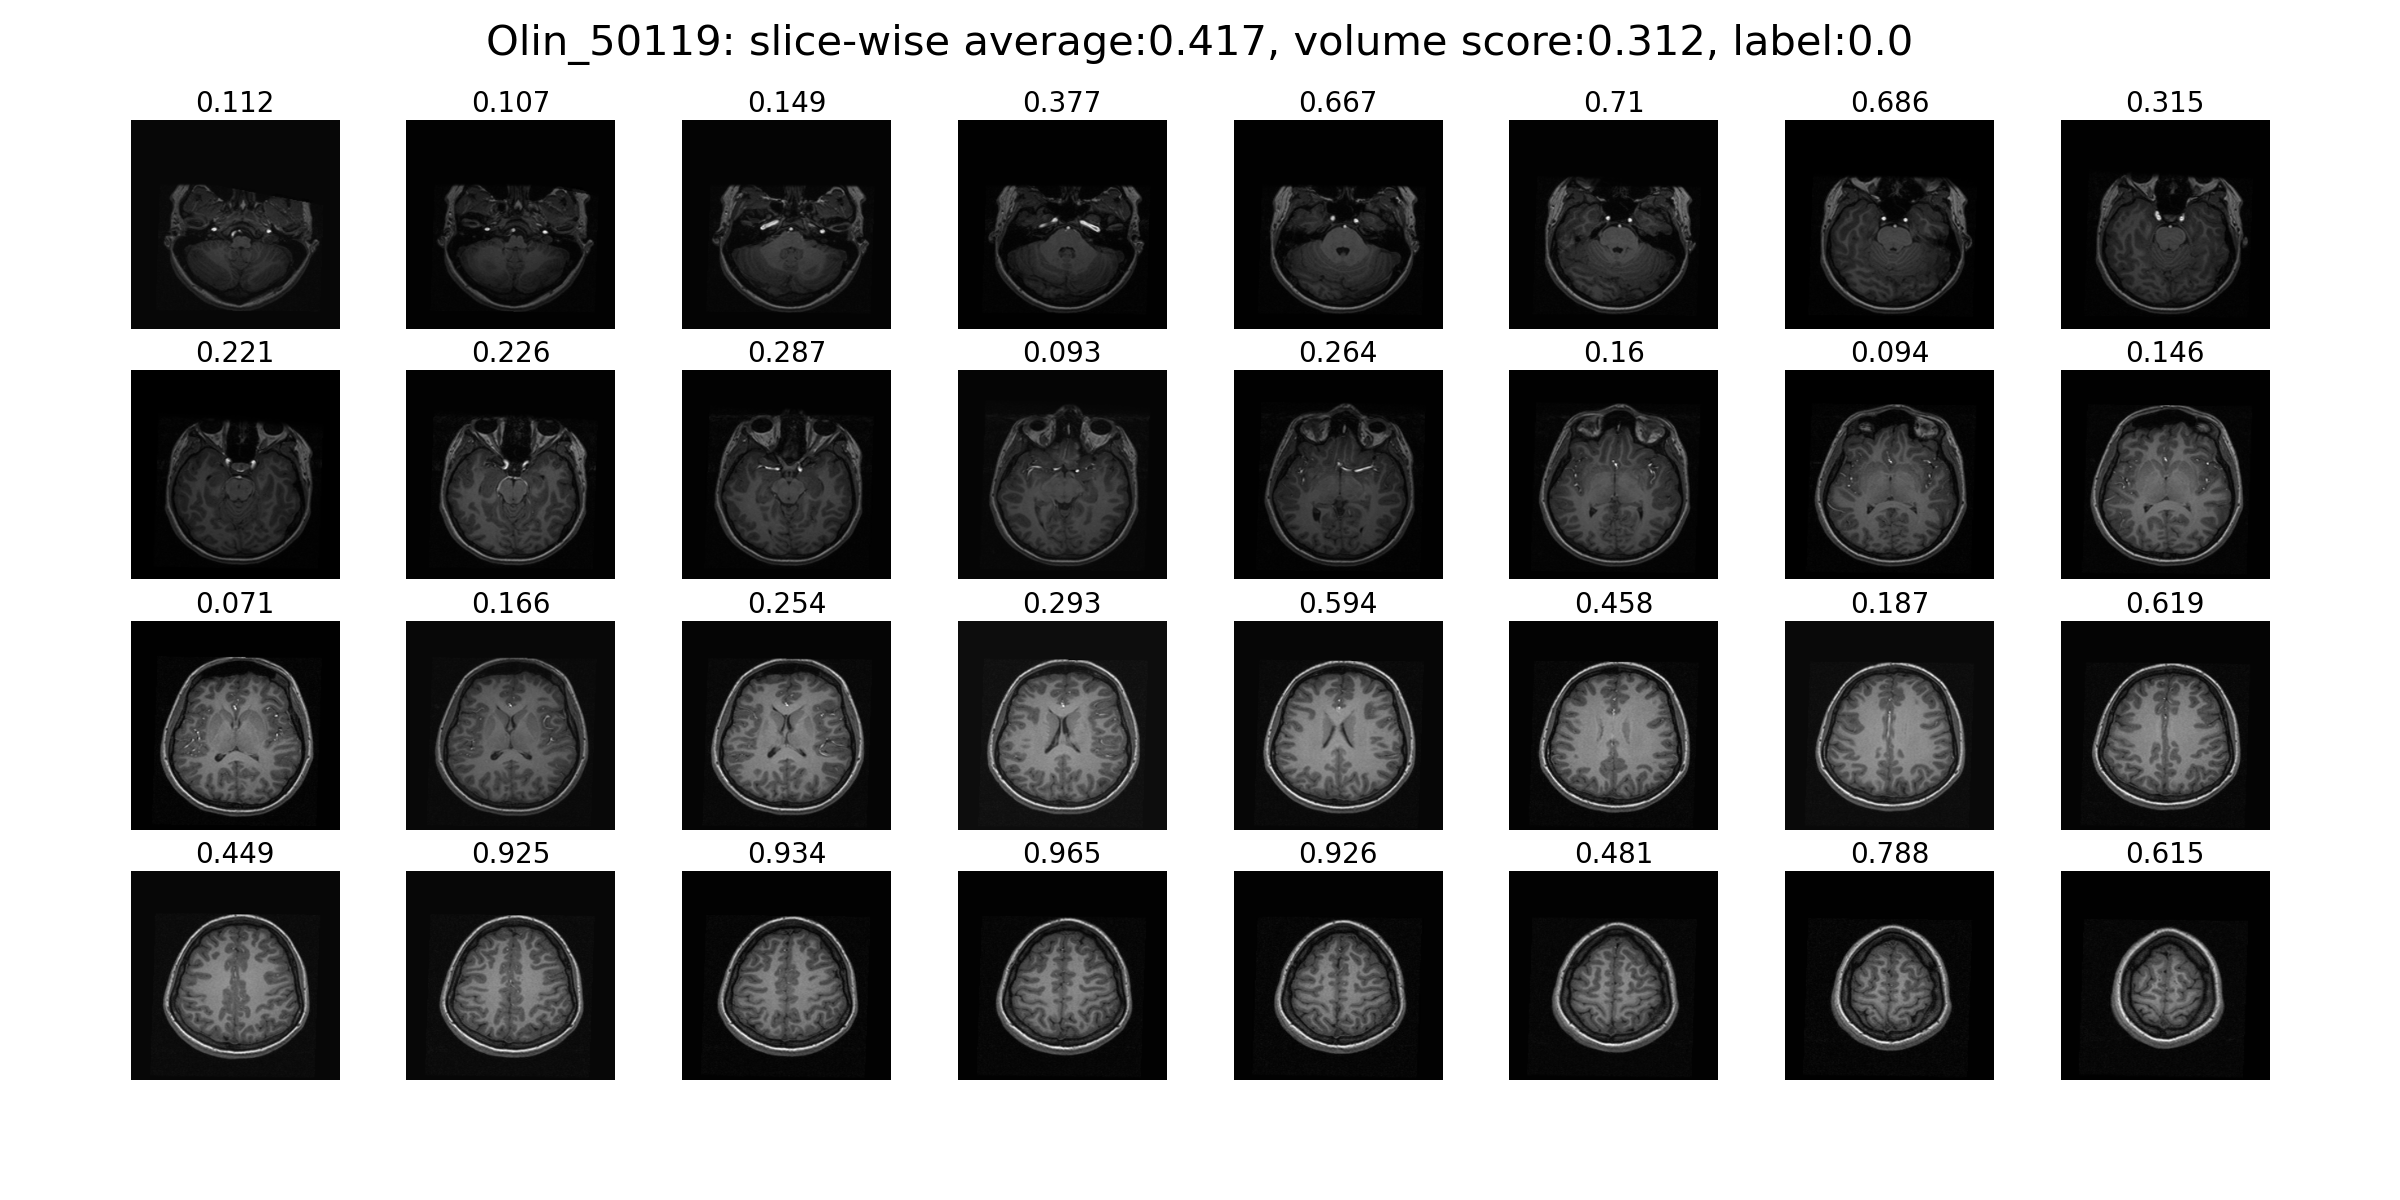 Olin_50119: slice-wise average:0.417, volume score:0.312, label:0.0
0.112 0.107 0.149 0.377 0.667 0.71 0.686 0.315
0.221 0.226 0.287 0.093 0.264 0.16 0.094 0.146
0.071 0.166 0.254 0.293 0.594 0.458 0.187 0.619
0.449 0.925 0.934 0.965 0.926 0.481 0.788 0.615